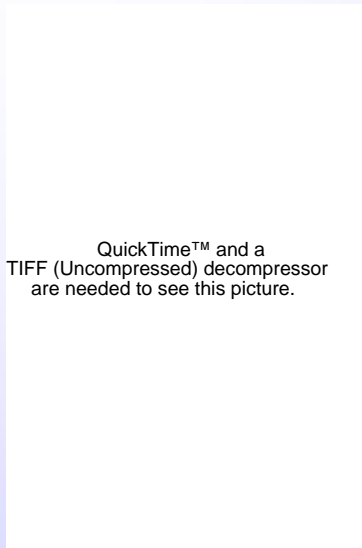 QuickTime™ and a
TIFF (Uncompressed) decompressor
are needed to see this picture.